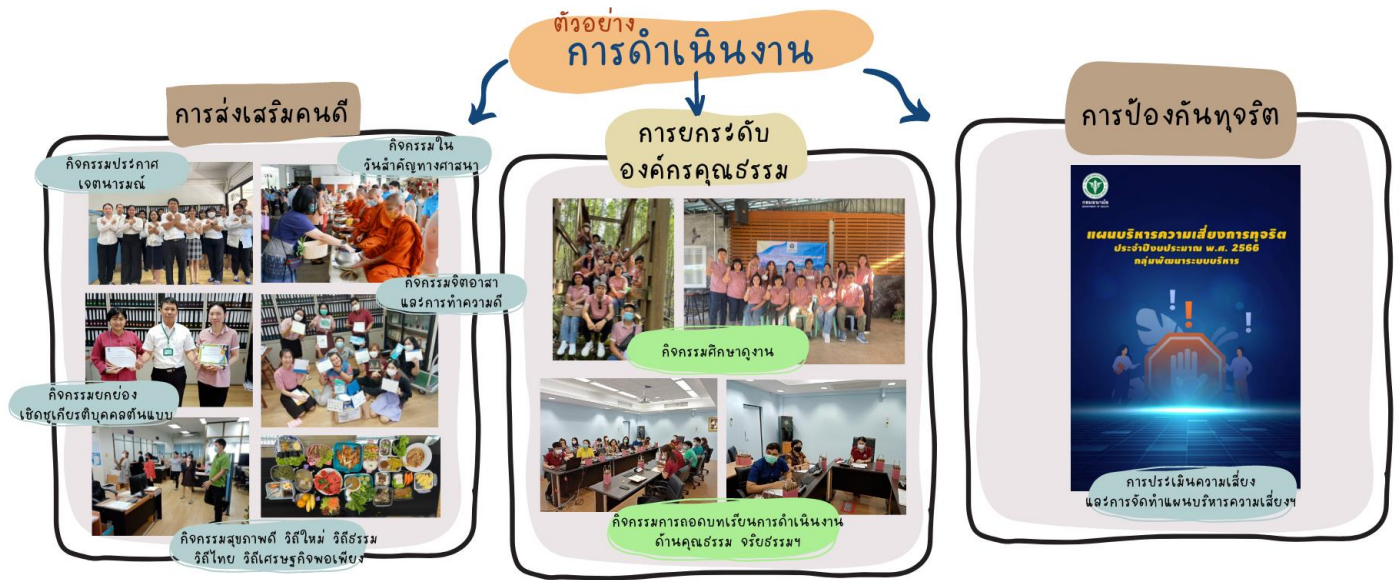 ตัวอย่าง
การดำเนินงาน
การส่งเสริมคนดี
กิจกรรมประกาศ
เจตนารมณ์
กิจกรรมใน
วันสำคัญทางศาสนา
กิจกรรมจิตอาสา
และการทำความดี
กิจกรรมยกย่อง
เชิดชูเกียรติบุคคลต้นแบบ
กิจกรรมสุขภาพดี วิถีใหม่ วิถีธรรม
วิถีไทย วิถีเศรษฐกิจพอเพียง
การยกระดับ
องค์กรคุณธรรม
กิจกรรมศึกษาดูงาน
กิจกรรมการถอดบทเรียนการดำเนินงาน
ด้านคุณธรรม จริยธรรมฯ
การป้องกันทุจริต
กรมอนามัย
DEPARTMENT OF HEALTH
แผนบริหารความเสี่ยงการทุจริต
ประจำปีงบประมาณ พ.ศ. 2566
กลุ่มพัฒนาระบบบริหาร
การประเมินความเสี่ยง
และการจัดทำแผนบริหารความเสี่ยงฯ